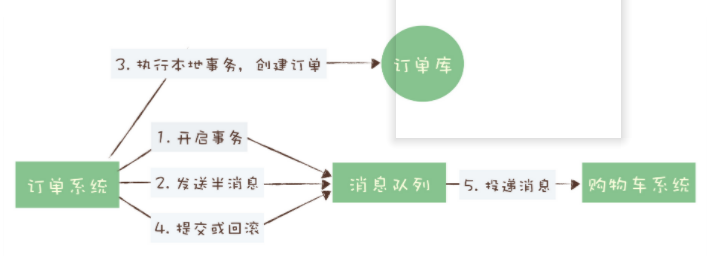 3. 执行本地事务，创建订单
订单库
1. 开启事务
订单系统
2. 发送半消息
消息队列
5. 投递消息
购物车系统
4. 提交或回滚